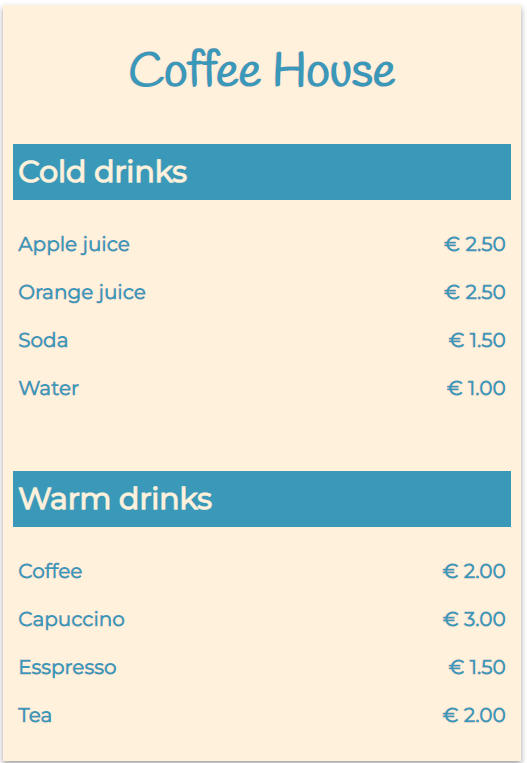 Coffee House
Cold drinks
Apple juice € 2.50
Orange juice € 2.50
Soda € 1.50
Water € 1.00
Warm drinks
Coffee € 2.00
Capuccino € 3.00
Esspresso € 1.50
Tea € 2.00